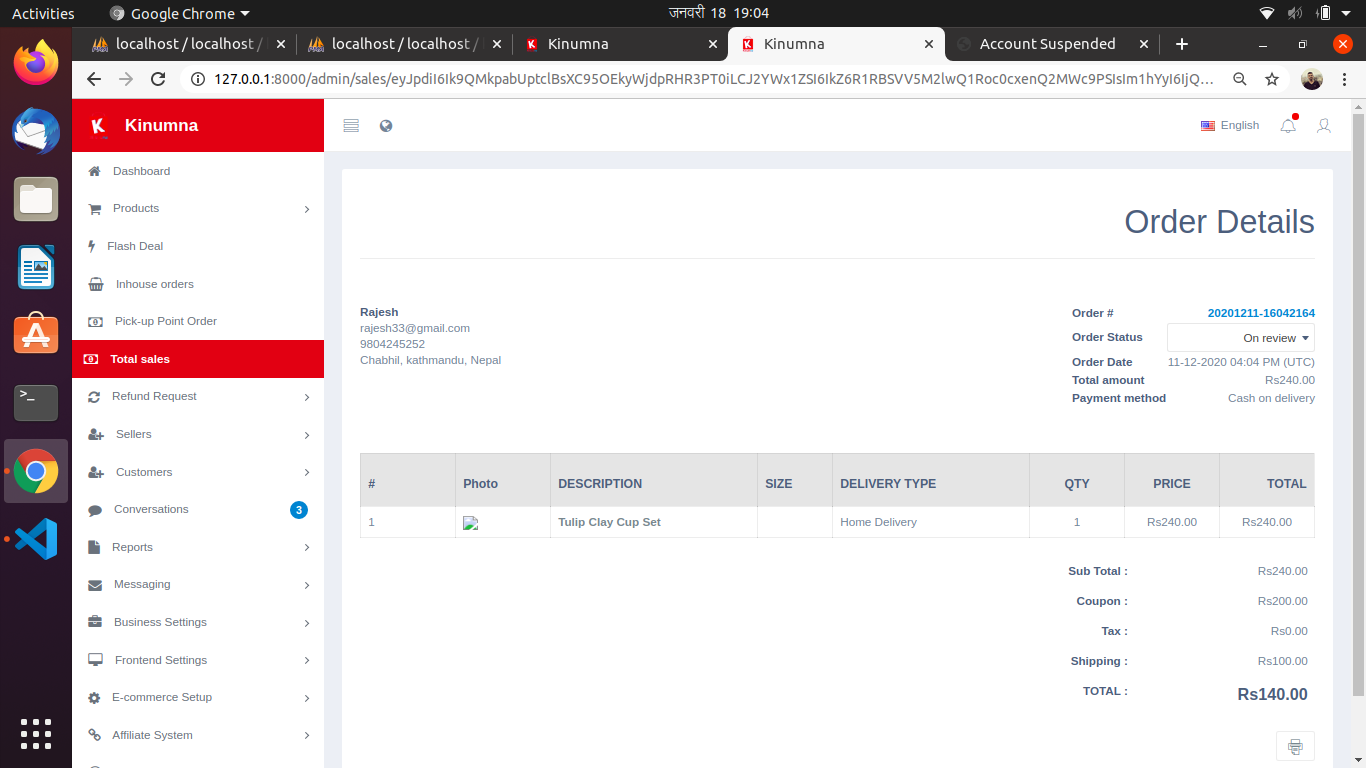 Activities
Google Chrome
जनवरी 18 19:04
localhost / localhost /
localhost / localhost /
Kinumna
Kinumna
Account Suspended
127.0.0.1:8000/admin/sales/eyJpdiI6Ik9QMkpabUptclBsXC95OEkyWjdpRHR3PT0iLCJ2YWx1ZSI6IkZ6R1RBSVV5M2lwQ1Roc0cxenQ2MWc9PSIsIm1hYyI6IjQ...
Kinumna
English
Dashboard
Products
Flash Deal
Inhouse orders
Pick-up Point Order
Total sales
Refund Request
Sellers
Customers
Conversations
3
Reports
Messaging
Business Settings
Frontend Settings
E-commerce Setup
Affiliate System
Order Details
Rajesh
rajesh33@gmail.com
9804245252
Chabhil, kathmandu, Nepal
Order # 20201211-16042164
Order Status On review
Order Date 11-12-2020 04:04 PM (UTC)
Total amount Rs240.00
Payment method Cash on delivery
# Photo DESCRIPTION SIZE DELIVERY TYPE QTY PRICE TOTAL
1 Tulip Clay Cup Set Home Delivery 1 Rs240.00 Rs240.00
Sub Total : Rs240.00
Coupon : Rs200.00
Tax : Rs0.00
Shipping : Rs100.00
TOTAL : Rs140.00